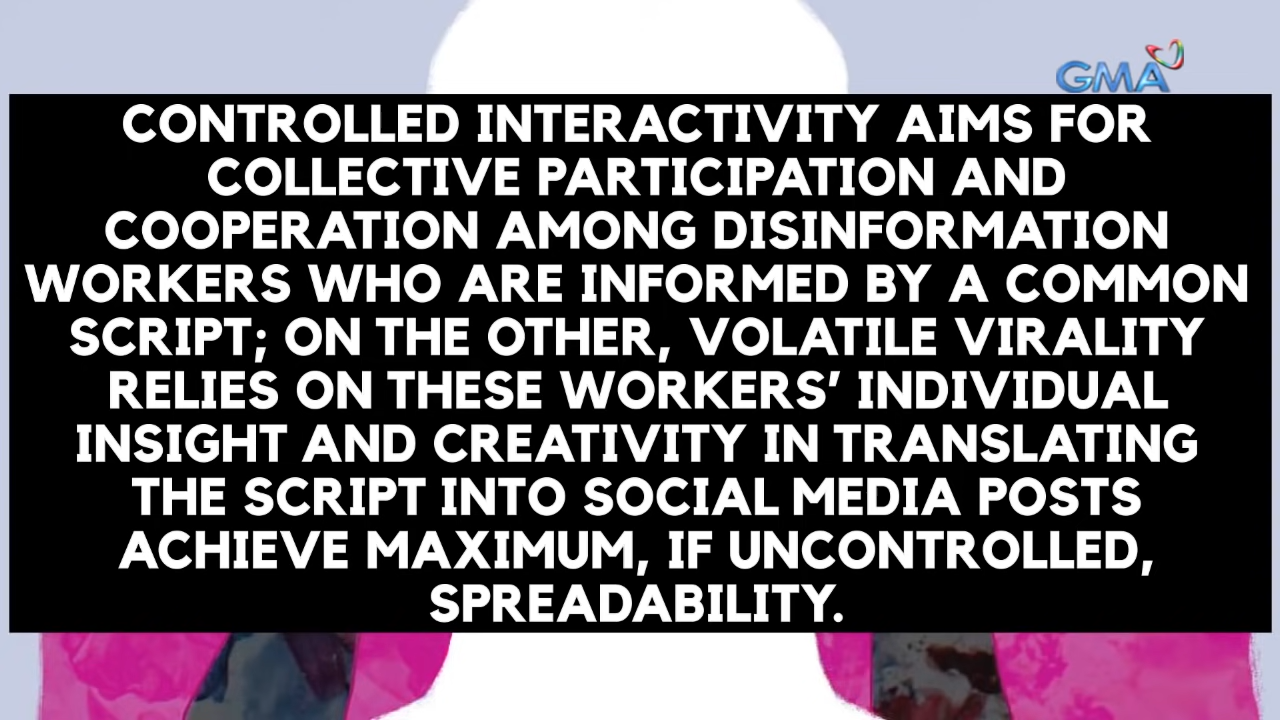 GMA
CONTROLLED INTERACTIVITY AIMS FOR
COLLECTIVE PARTICIPATION AND
COOPERATION AMONG DISINFORMATION
WORKERS WHO ARE INFORMED BY A COMMON
SCRIPT; ON THE OTHER, VOLATILE VIRALITY
RELIES ON THESE WORKERS’ INDIVIDUAL
INSIGHT AND CREATIVITY IN TRANSLATING
THE SCRIPT INTO SOCIAL MEDIA POSTS
ACHIEVE MAXIMUM, IF UNCONTROLLED,
SPREADABILITY.